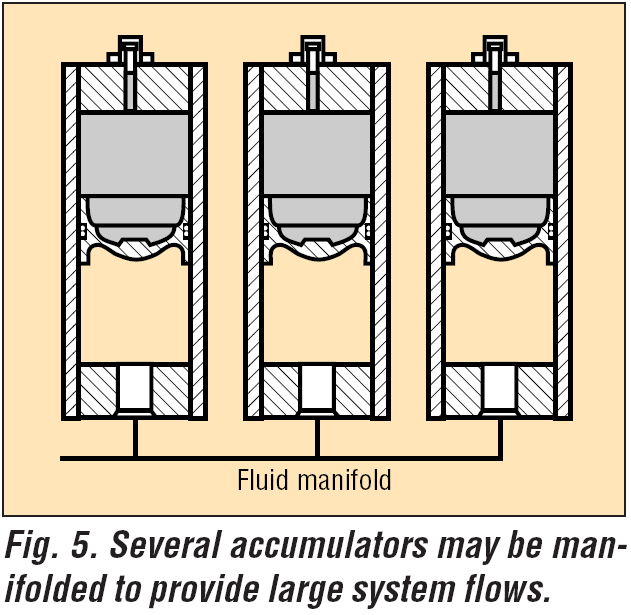 Fluid manifold
Fig. 5. Several accumulators may be man-
ifolded to provide large system flows.